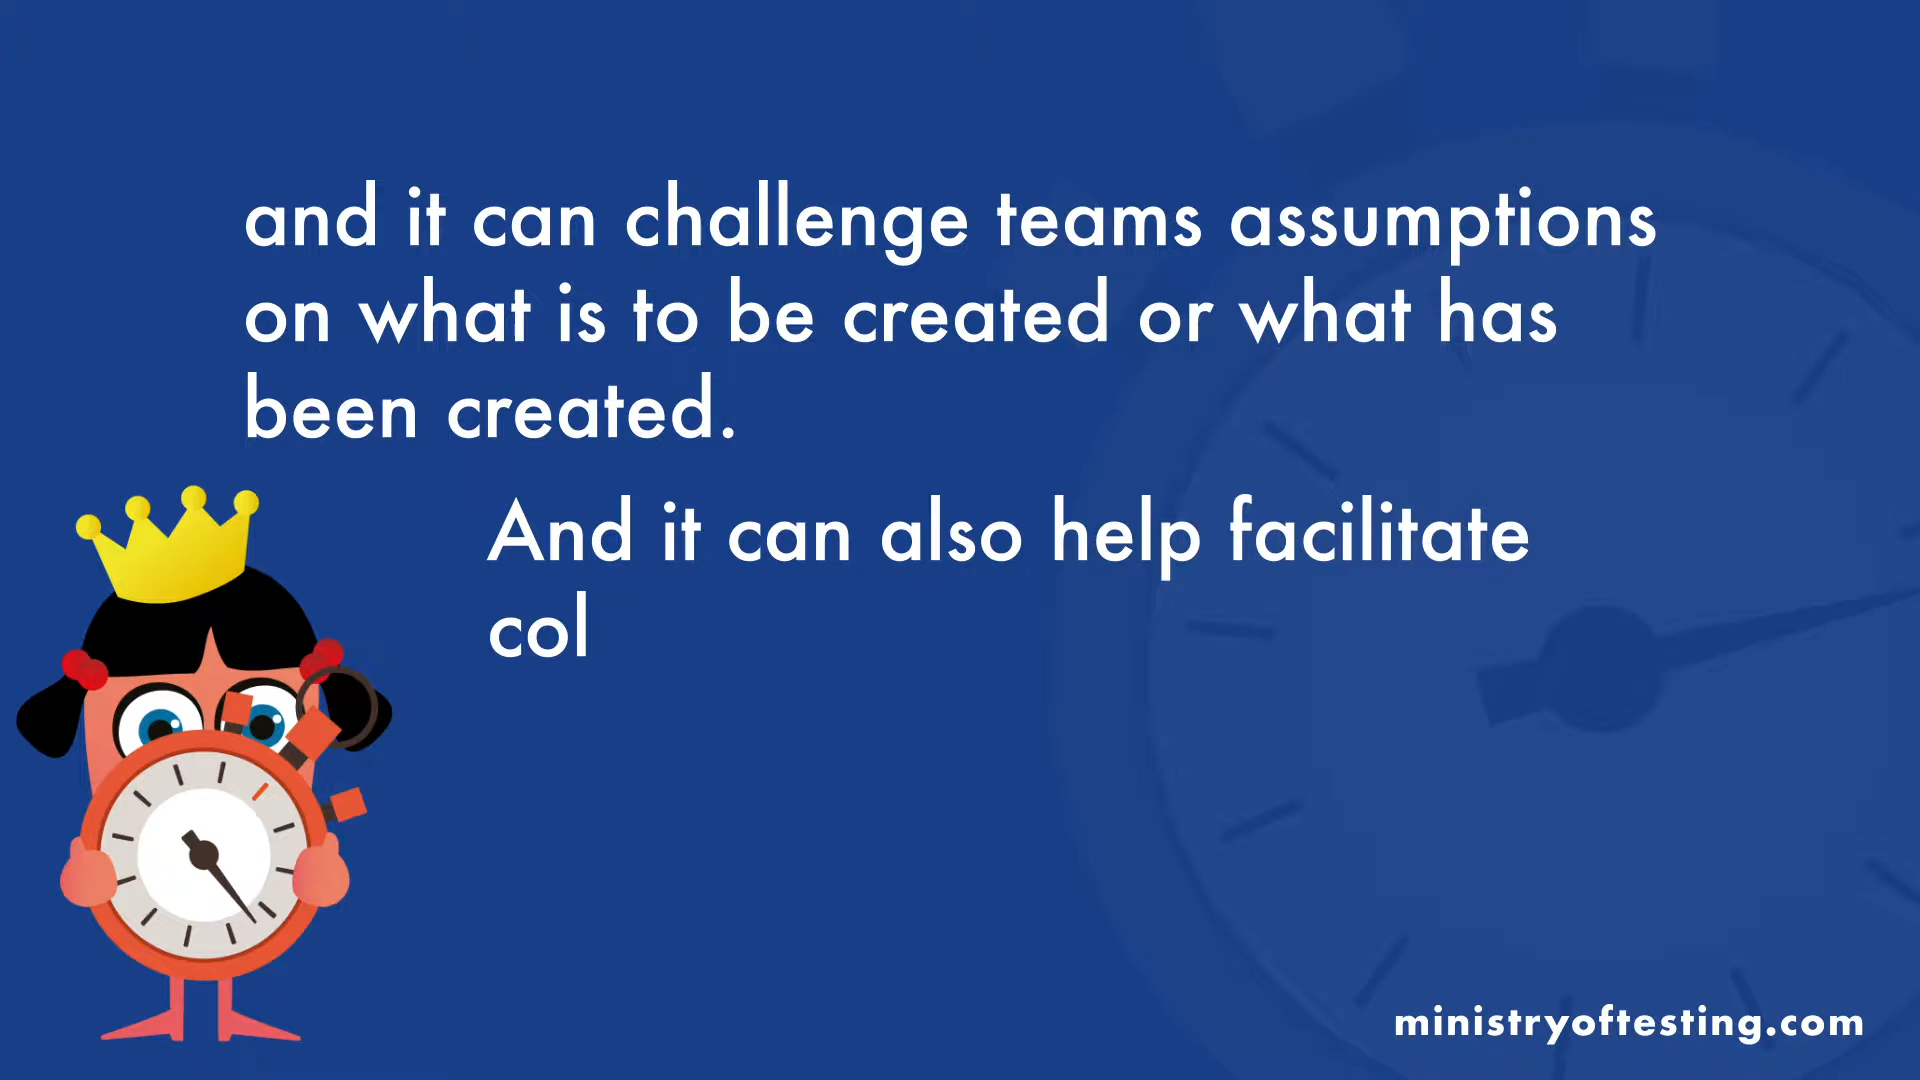 and it can challenge teams assumptions
on what is to be created or what has
been created.
And it can also help facilitate
col
ministryoftesting.com